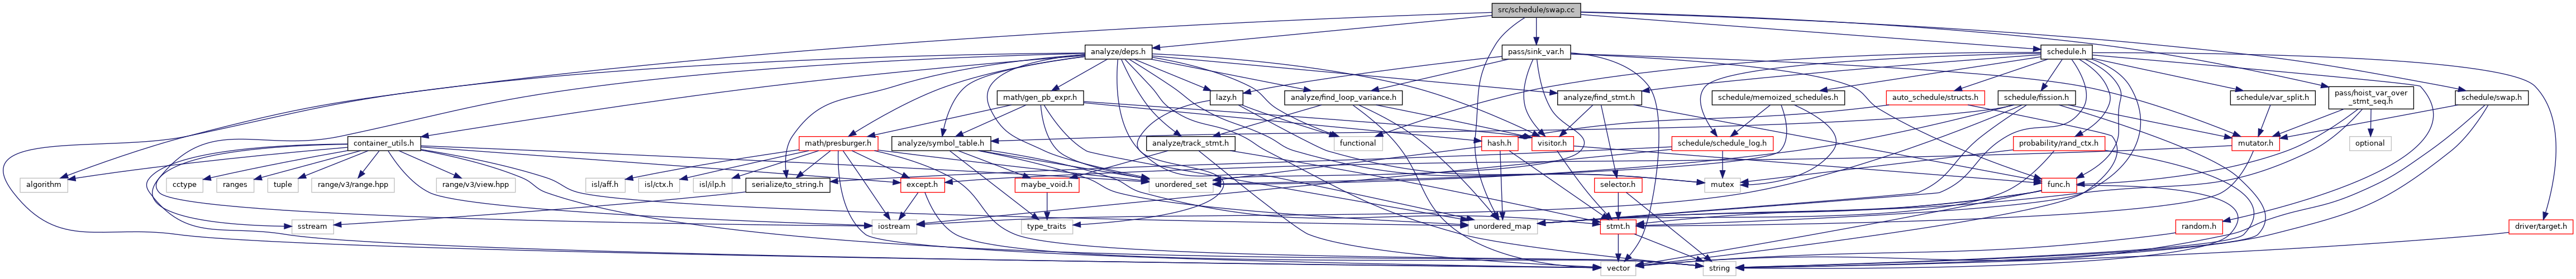 src/schedule/swap.cc
analyze/deps.h
pass/sink_var.h
schedule.h
math/gen_pb_expr.h
lazy.h
analyze/find_loop_variance.h
analyze/find_stmt.h
schedule/memoized_schedules.h
auto_schedule/structs.h
schedule/fission.h
schedule/var_split.h
pass/hoist_var_over
_stmt_seq.h
schedule/swap.h
container_utils.h
math/presburger.h
analyze/symbol_table.h
analyze/track_stmt.h
functional
hash.h
visitor.h
schedule/schedule_log.h
probability/rand_ctx.h
mutator.h
optional
algorithm
cctype
ranges
tuple
range/v3/range.hpp
range/v3/view.hpp
isl/aff.h
isl/ctx.h
isl/ilp.h
serialize/to_string.h
except.h
maybe_void.h
unordered_set
selector.h
mutex
func.h
sstream
iostream
type_traits
unordered_map
stmt.h
random.h
driver/target.h
vector
string